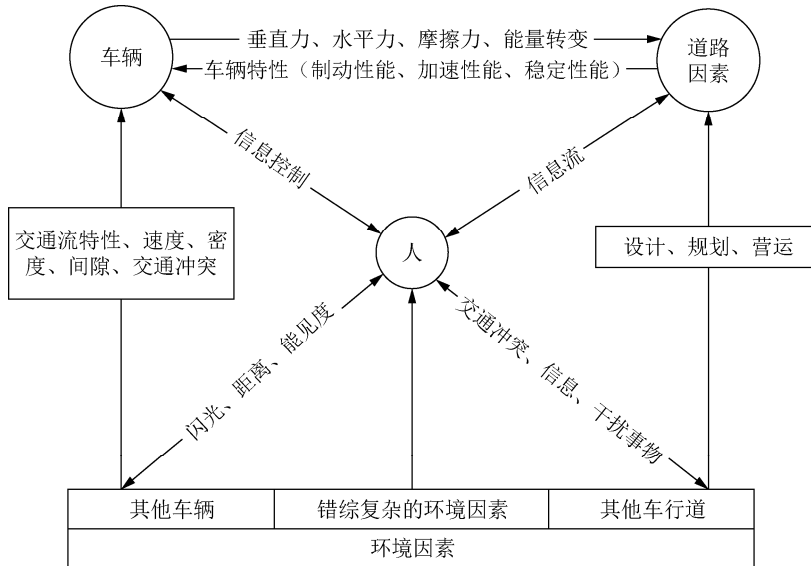 车辆
垂直力、水平力、摩擦力、能量转变
车辆特性（制动性能、加速性能、稳定性能）
道路
因素
信息控制
信息流
交通流特性、速度、密
度、间隙、交通冲突
人
设计、规划、营运
闪光、距离、能见度
交通冲突、信息、干扰事物
其他车辆
错综复杂的环境因素
其他车行道
环境因素